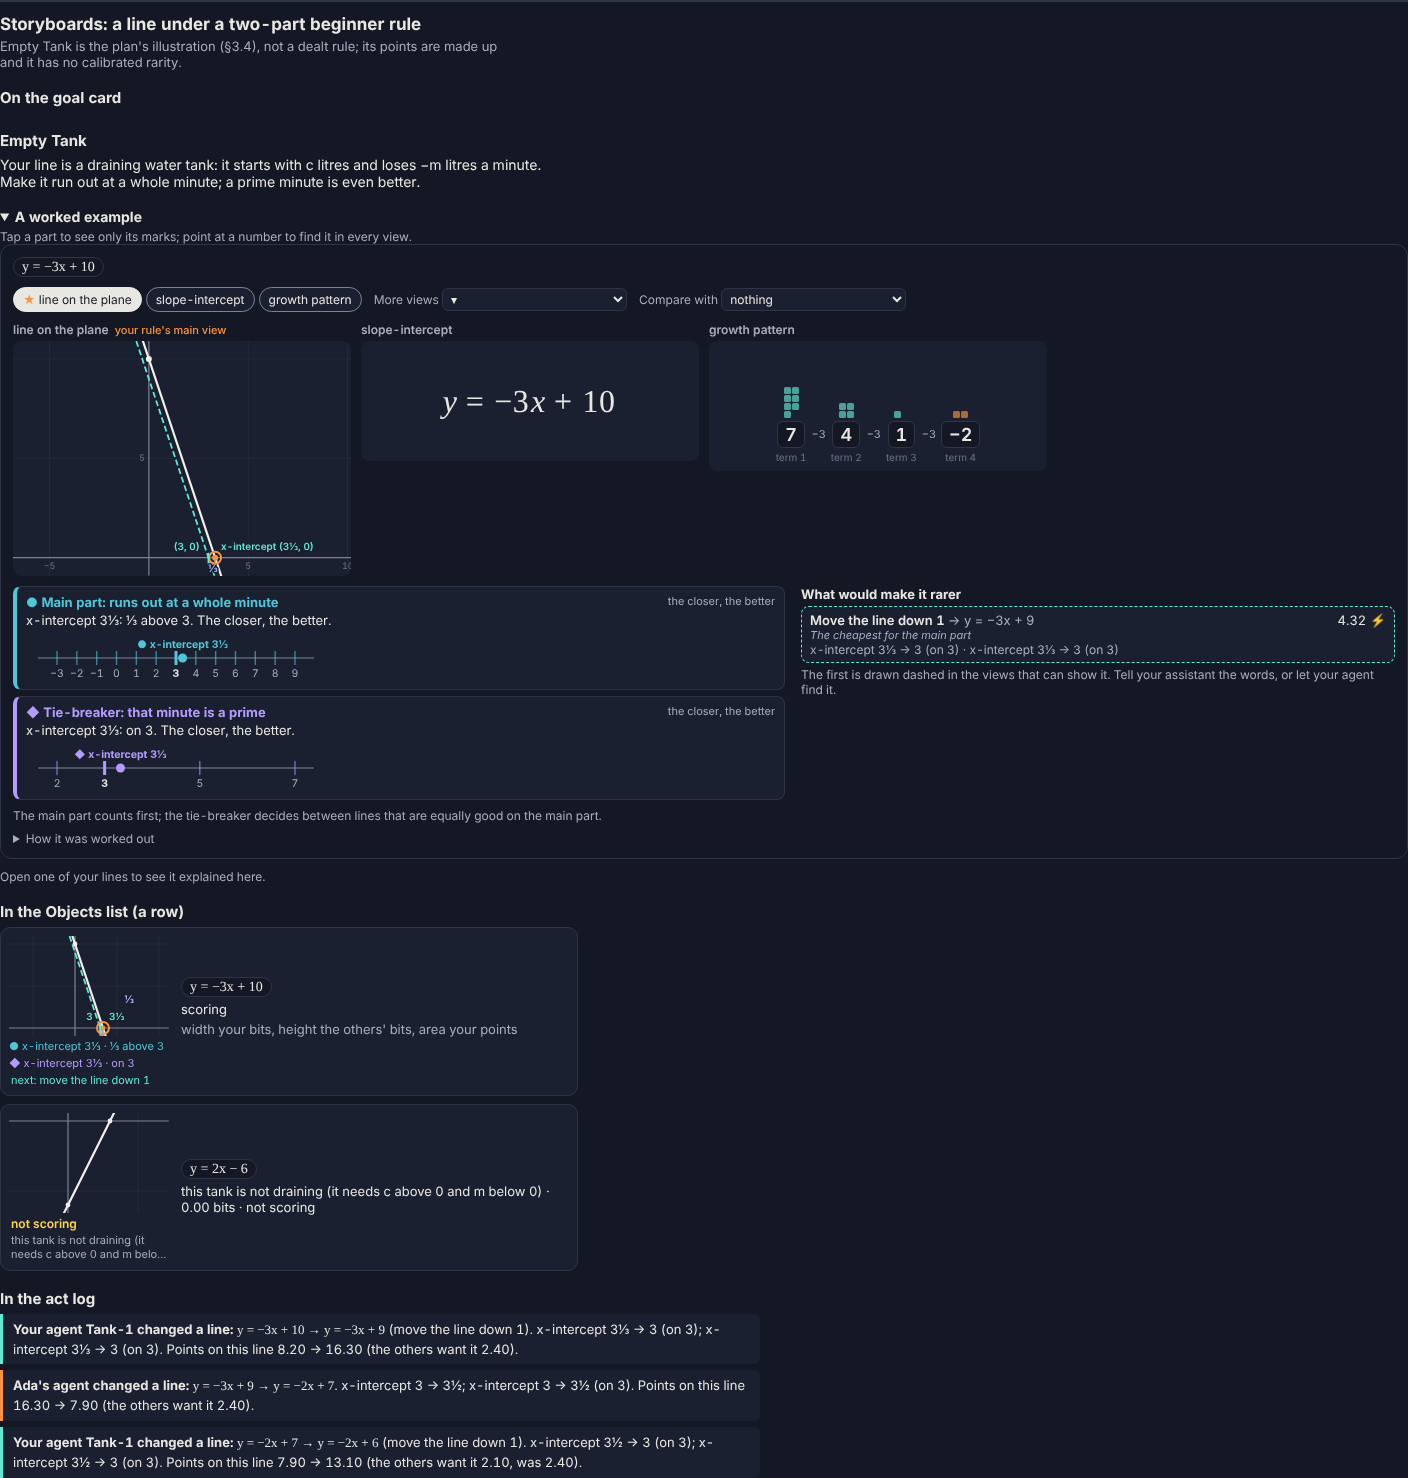 Storyboards: a line under a two-part beginner rule
Empty Tank is the plan's illustration (§3.4), not a dealt rule; its points are made up
and it has no calibrated rarity.
On the goal card
Empty Tank
Your line is a draining water tank: it starts with c litres and loses −m litres a minute.
Make it run out at a whole minute; a prime minute is even better.
▼ A worked example
Tap a part to see only its marks; point at a number to find it in every view.
y = −3x + 10
★ line on the plane slope-intercept growth pattern More views ▾ Compare with nothing
line on the plane your rule's main view
5
(3, 0) x-intercept (3⅓, 0)
⅓
−5 5 10
slope-intercept
y = −3x + 10
growth pattern
7 −3 4 −3 1 −3 −2
term 1 term 2 term 3 term 4
● Main part: runs out at a whole minute the closer, the better
x-intercept 3⅓: ⅓ above 3. The closer, the better.
● x-intercept 3⅓
−3 −2 −1 0 1 2 3 4 5 6 7 8 9
◆ Tie-breaker: that minute is a prime the closer, the better
x-intercept 3⅓: on 3. The closer, the better.
◆ x-intercept 3⅓
2 3 5 7
What would make it rarer
Move the line down 1 → y = −3x + 9 4.32 ⚡
The cheapest for the main part
x-intercept 3⅓ → 3 (on 3) · x-intercept 3⅓ → 3 (on 3)
The first is drawn dashed in the views that can show it. Tell your assistant the words, or let your agent
find it.
The main part counts first; the tie-breaker decides between lines that are equally good on the main part.
▶ How it was worked out
Open one of your lines to see it explained here.
In the Objects list (a row)
⅓
3 3⅓
● x-intercept 3⅓ · ⅓ above 3
◆ x-intercept 3⅓ · on 3
next: move the line down 1
y = −3x + 10
scoring
width your bits, height the others' bits, area your points
not scoring
this tank is not draining (it
needs c above 0 and m belo…
y = 2x − 6
this tank is not draining (it needs c above 0 and m below 0) ·
0.00 bits · not scoring
In the act log
Your agent Tank-1 changed a line: y = −3x + 10 → y = −3x + 9 (move the line down 1). x-intercept 3⅓ → 3 (on 3); x-
intercept 3⅓ → 3 (on 3). Points on this line 8.20 → 16.30 (the others want it 2.40).
Ada's agent changed a line: y = −3x + 9 → y = −2x + 7. x-intercept 3 → 3½; x-intercept 3 → 3½ (on 3). Points on this line
16.30 → 7.90 (the others want it 2.40).
Your agent Tank-1 changed a line: y = −2x + 7 → y = −2x + 6 (move the line down 1). x-intercept 3½ → 3 (on 3); x-
intercept 3½ → 3 (on 3). Points on this line 7.90 → 13.10 (the others want it 2.10, was 2.40).